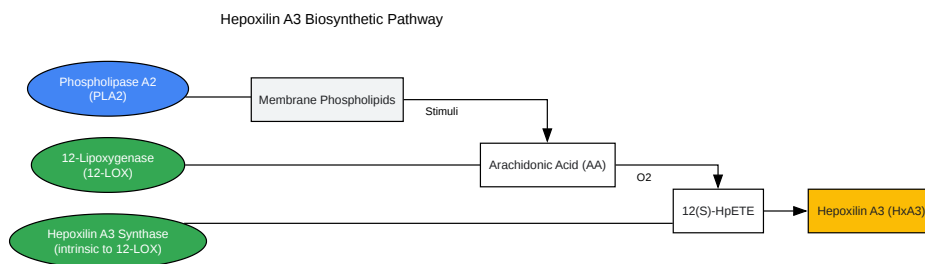 Hepoxilin A3 Biosynthetic Pathway
Phospholipase A2
(PLA2)
Membrane Phospholipids
Stimuli
12-Lipoxygenase
(12-LOX)
Arachidonic Acid (AA)
O2
12(S)-HpETE
Hepoxilin A3 (HxA3)
Hepoxilin A3 Synthase
(intrinsic to 12-LOX)